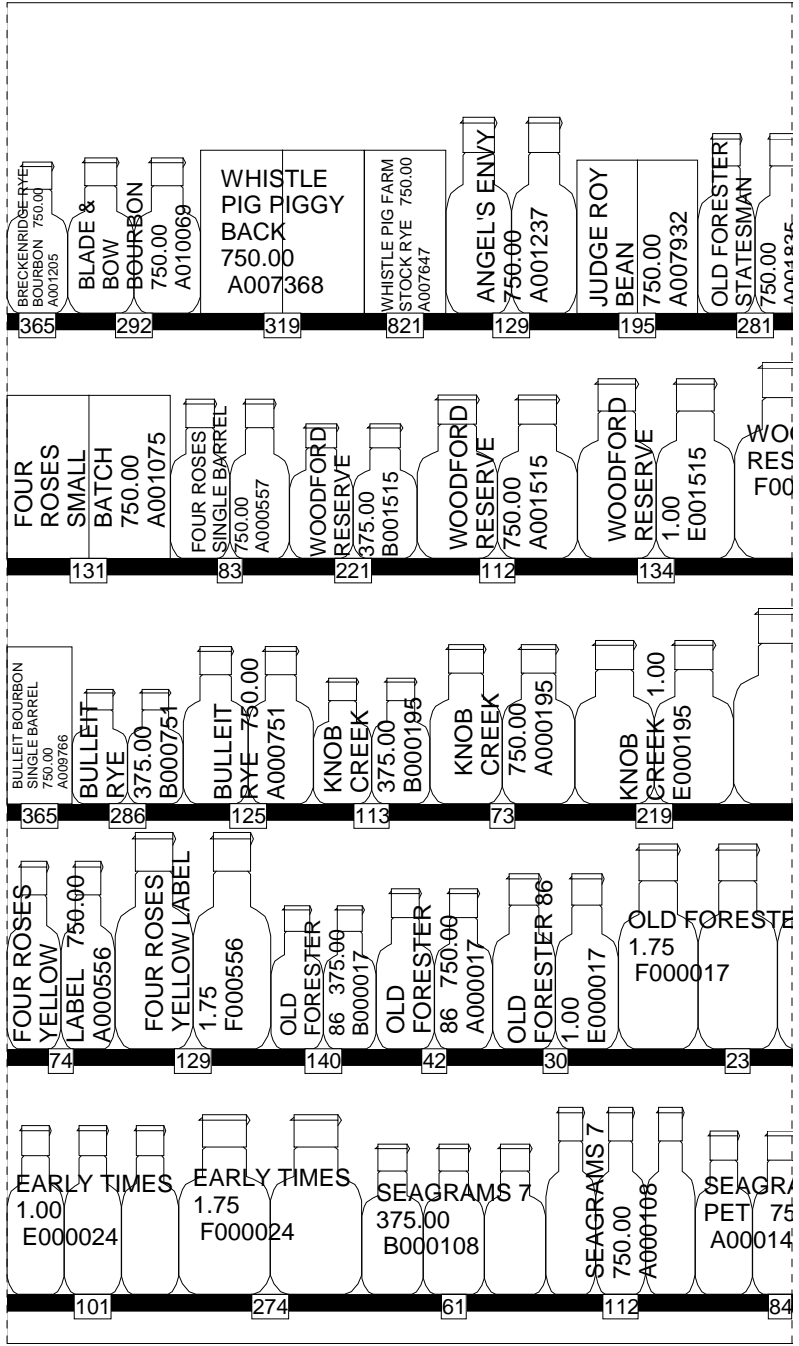 BRECKENRIDGE RYE
BOURBON 750.00
A001205
BLADE &
BOW
BOURBON
750.00
A010069
WHISTLE
PIG PIGGY
BACK
750.00
A007368
WHISTLE PIG FARM
STOCK RYE 750.00
A007647
ANGEL'S ENVY
750.00
A001237
JUDGE ROY
BEAN
750.00
A007932
OLD FORESTER
STATESMAN
750.00
A001835
365
292
319
821
129
195
281
FOUR
ROSES
SMALL
BATCH
750.00
A001075
FOUR ROSES
SINGLE BARREL
750.00
A000557
WOODFORD
RESERVE
375.00
B001515
WOODFORD
RESERVE
750.00
A001515
WOODFORD
RESERVE
1.00
E001515
WOO
RES
F00
131
83
221
112
134
BULLEIT BOURBON
SINGLE BARREL
750.00
A009766
BULLEIT
RYE
375.00
B000751
BULLEIT
RYE 750.00
A000751
KNOB
CREEK
375.00
B000195
KNOB
CREEK
750.00
A000195
KNOB
CREEK 1.00
E000195
365
286
125
113
73
219
FOUR ROSES
YELLOW
LABEL 750.00
A000556
FOUR ROSES
YELLOW LABEL
1.75
F000556
OLD
FORESTER
86 375.00
B000017
OLD
FORESTER
86 750.00
A000017
OLD
FORESTER 86
1.00
E000017
OLD FORESTE
1.75
F000017
74
129
140
42
30
23
EARLY TIMES
1.00
E000024
EARLY TIMES
1.75
F000024
SEAGRAMS 7
375.00
B000108
SEAGRAMS 7
750.00
A000108
SEAGRA
PET 75
A00014
101
274
61
112
84